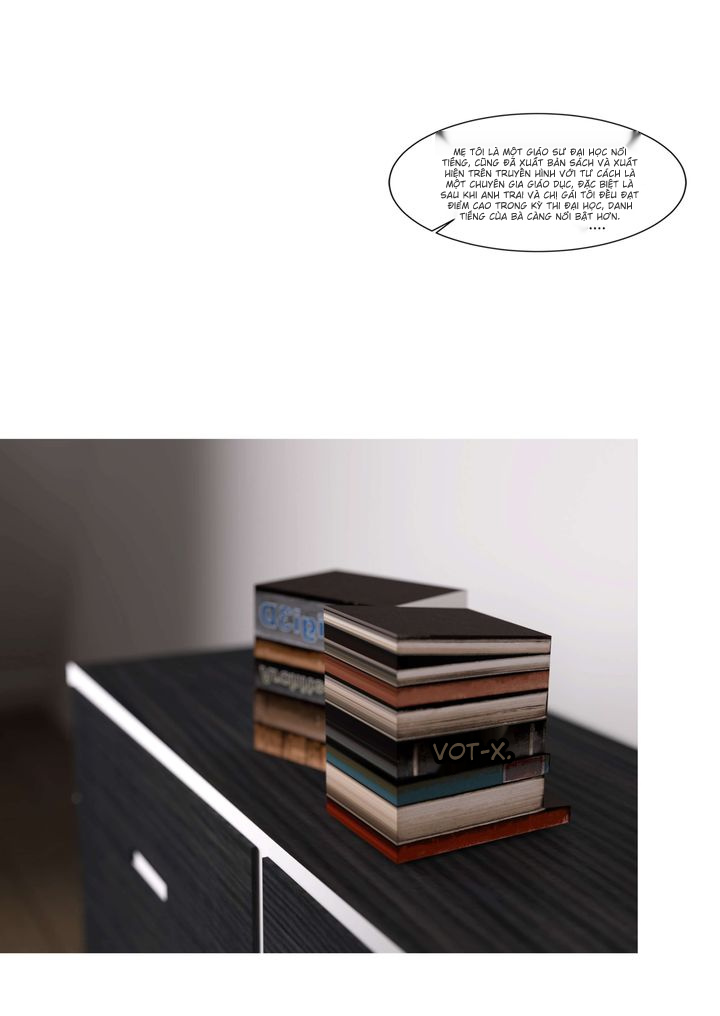 MẸ TÔI LÀ MỘT GIÁO SƯ ĐẠI HỌC NỔI
TIẾNG, CŨNG ĐÃ XUẤT BẢN SÁCH VÀ XUẤT
HIỆN TRÊN TRUYỀN HÌNH VỚI TƯ CÁCH LÀ
MỘT CHUYÊN GIA GIÁO DỤC, ĐẶC BIỆT LÀ
SAU KHI ANH TRAI VÀ CHỊ GÁI TÔI ĐỀU ĐẠT
ĐIỂM CAO TRONG KỲ THI ĐẠI HỌC, DANH
TIẾNG CỦA BÀ CÀNG NỔI BẬT HƠN.
....
VOT-X.